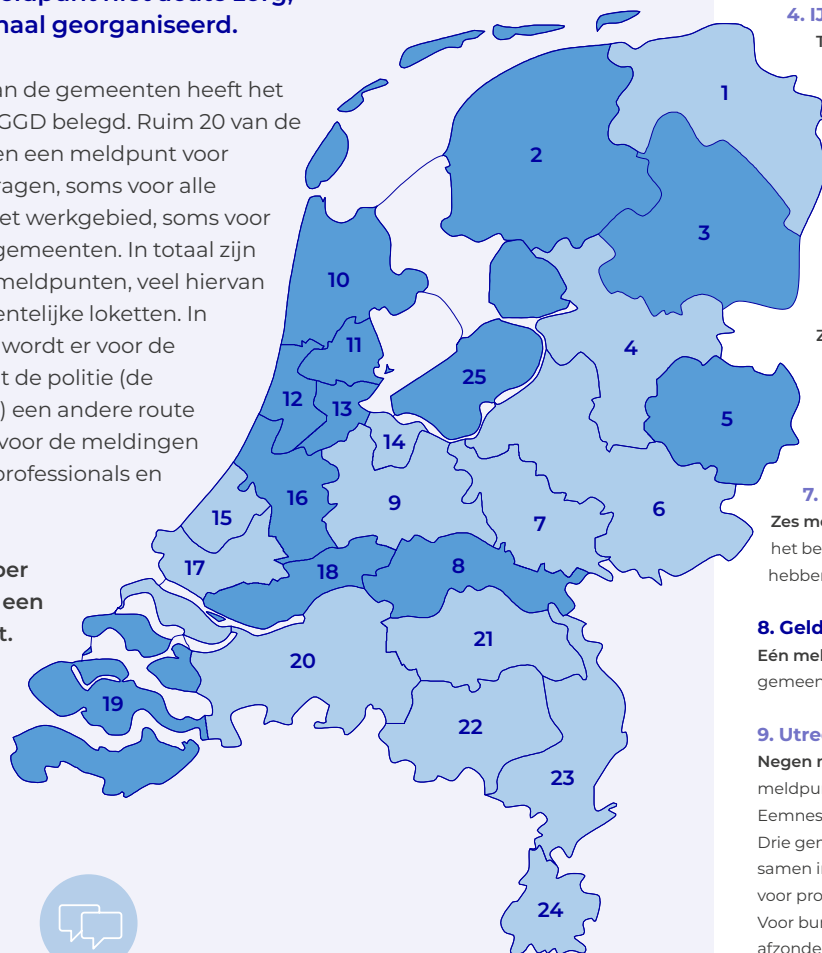 naal georganiseerd.
an de gemeenten heeft het
GGD belegd. Ruim 20 van de
en een meldpunt voor
ragen, soms voor alle
et werkgebied, soms voor
gemeenten. In totaal zijn
meldpunten, veel hiervan
entelijke loketten. In
wordt er voor de
t de politie (de
) een andere route
voor de meldingen
professionals en
een
t.
1
2
3
10
11
4
25
12
13
5
14
16
9
15
6
7
17
18
8
21
20
19
22
23
24
4. IJ
T
Z
7.
Zes me
het be
hebben
8. Geld
Eén mel
gemeen
9. Utre
Negen m
meldpu
Eemnes
Drie ger
samen i
voor pro
Voor bur
afzonde